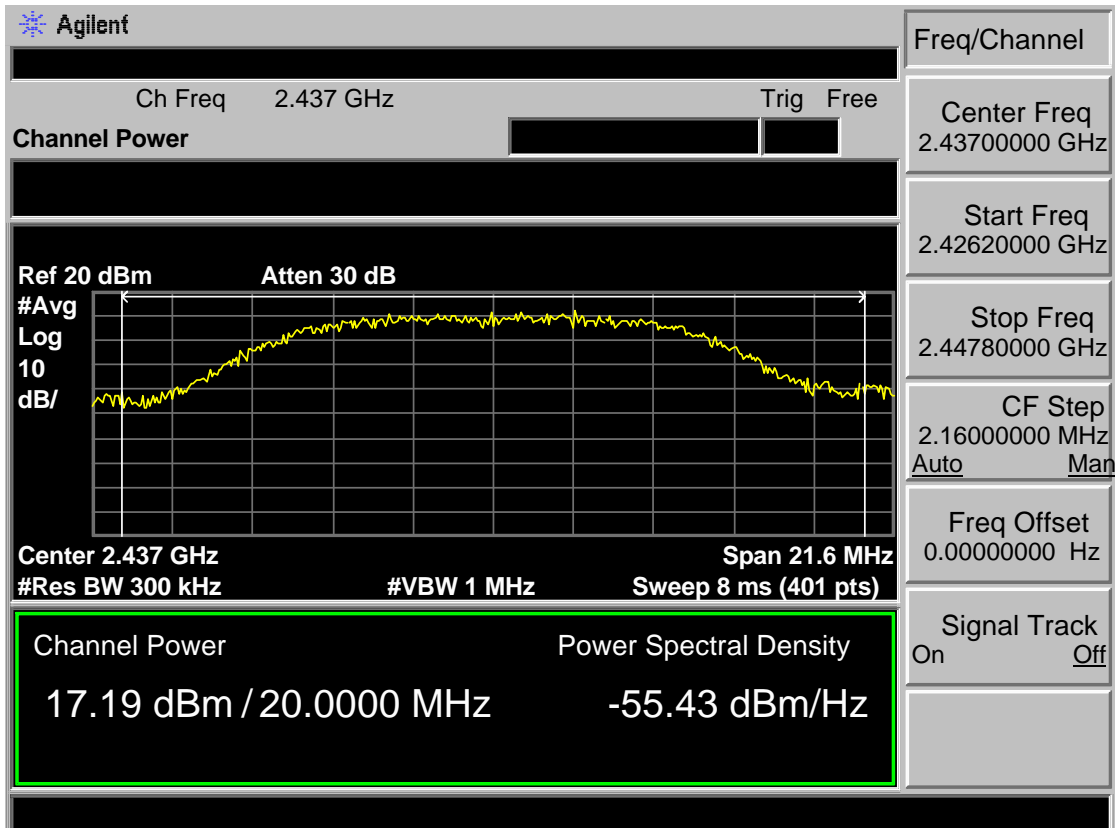 Agilent
Freq/Channel
Ch Freq 2.437 GHz Trig Free
Channel Power
Center Freq
2.43700000 GHz
Start Freq
2.42620000 GHz
Stop Freq
2.44780000 GHz
CF Step
2.16000000 MHz
Auto Man
Freq Offset
0.00000000 Hz
Signal Track
On Off
Ref 20 dBm Atten 30 dB
#Avg
Log
10
dB/
Center 2.437 GHz Span 21.6 MHz
#Res BW 300 kHz #VBW 1 MHz Sweep 8 ms (401 pts)
Channel Power Power Spectral Density
17.19 dBm / 20.0000 MHz -55.43 dBm/Hz